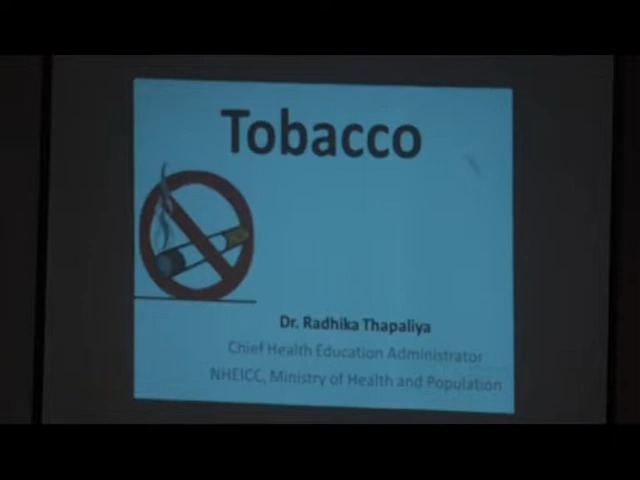 Tobacco
Dr. Radhika Thapaliya
Chief Health Education Administrator
NHEICC, Ministry of Health and Population